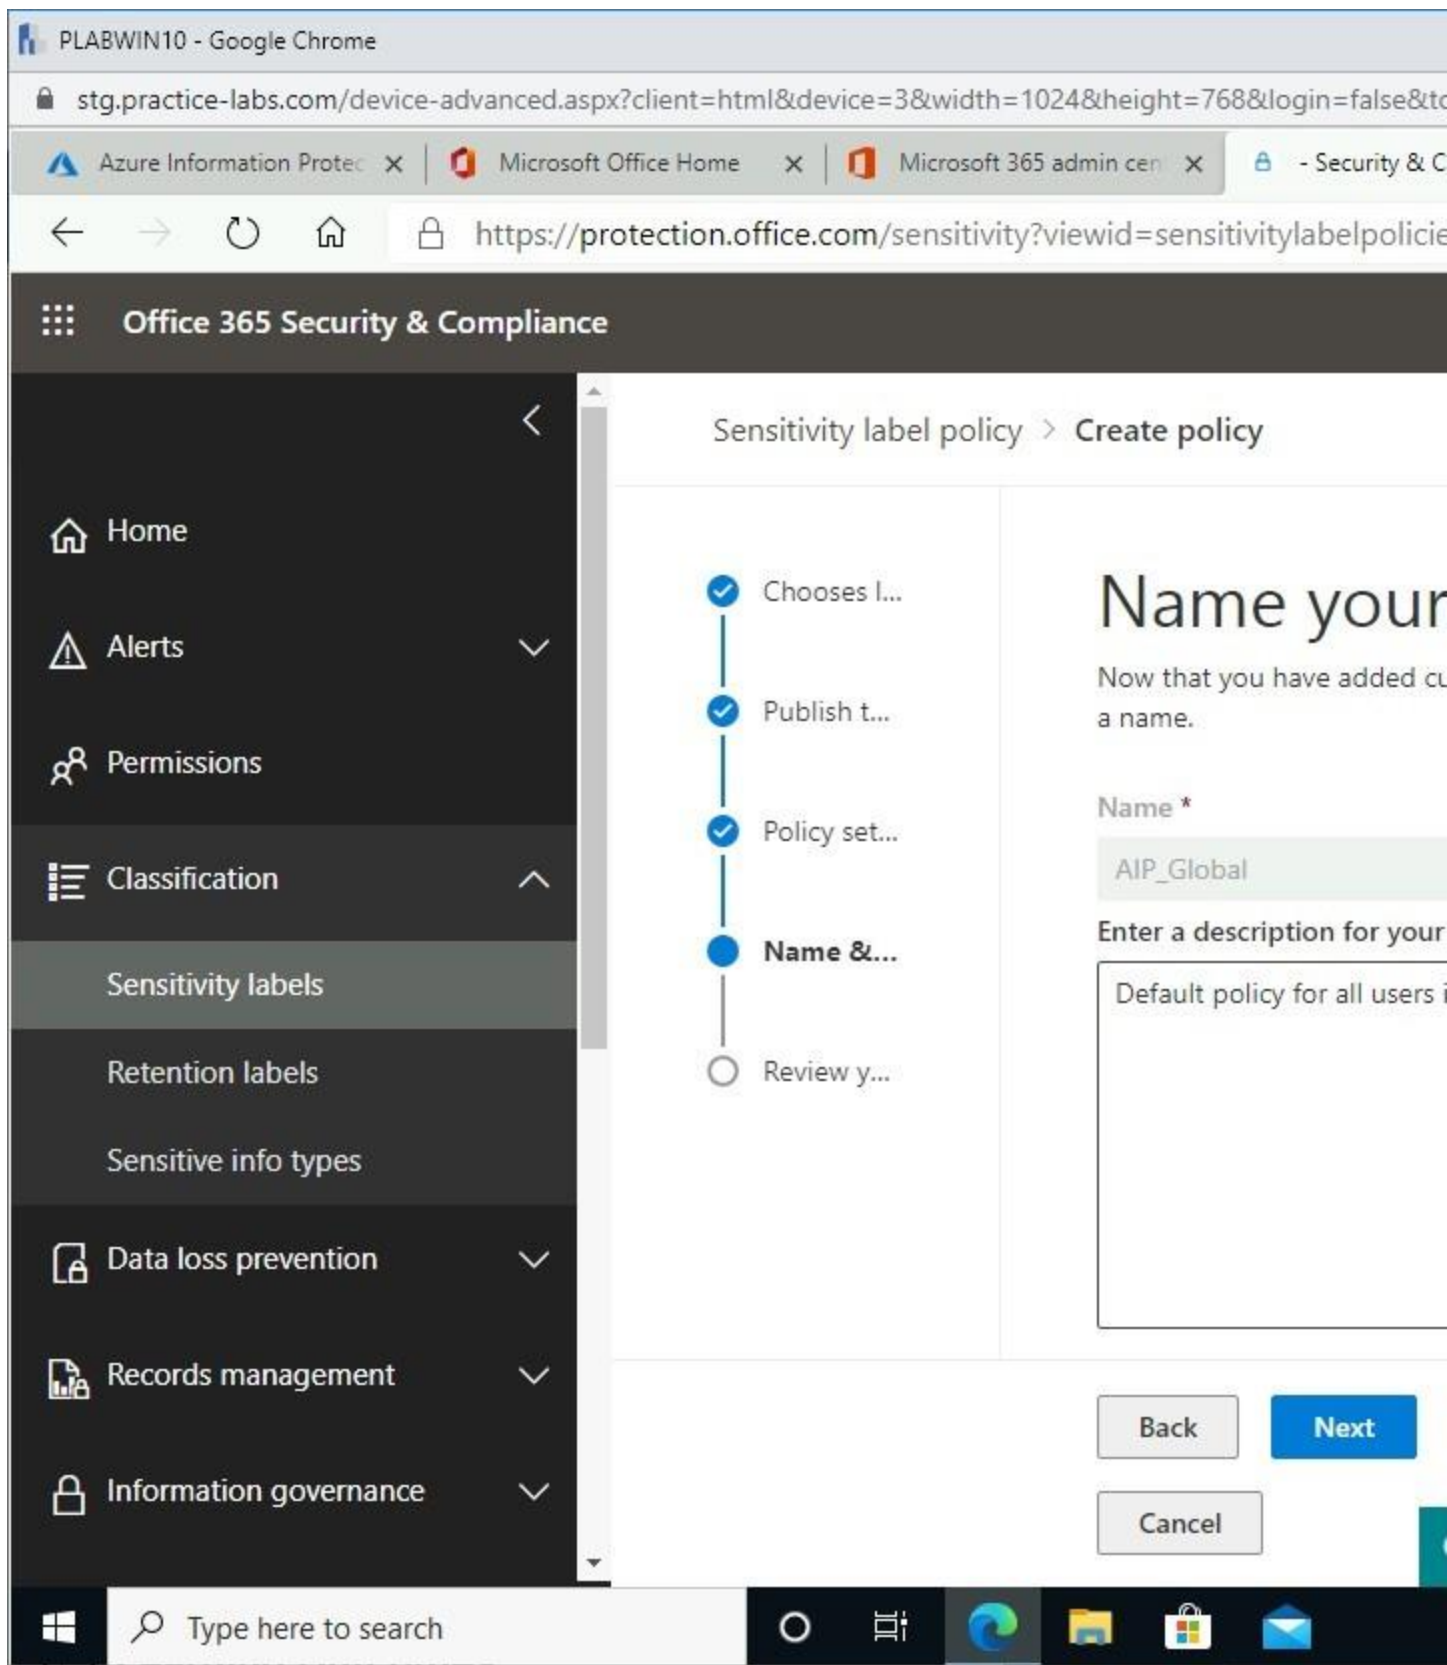 PLABWIN10 - Google Chrome
stg.practice-labs.com/device-advanced.aspx?client=html&device=3&width=1024&height=768&login=false&to
Azure Information Protec
Microsoft Office Home
Microsoft 365 admin cen
- Security & C
https://protection.office.com/sensitivity?viewid=sensitivitylabelpolicie
Office 365 Security & Compliance
Home
Alerts
Permissions
Classification
Sensitivity labels
Retention labels
Sensitive info types
Data loss prevention
Records management
Information governance
Sensitivity label policy > Create policy
Chooses l...
Publish t...
Policy set...
Name &...
Review y...
Name your
Now that you have added cu
a name.
Name *
AIP_Global
Enter a description for your
Default policy for all users i
Back
Next
Cancel
Type here to search